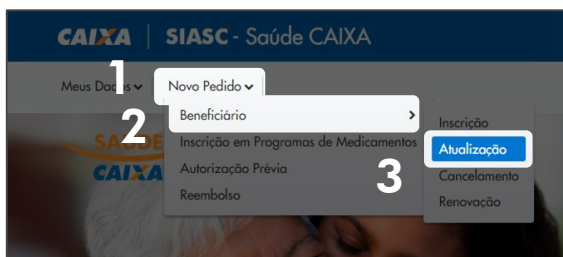 CAIXA | SIASC - Saúde CAIXA
1
Meus Dados Novo Pedido
2
Beneficiário
Inscrição
SAÚDE
Inscrição em Programas de Medicamentos
Atualização
CAIXA
Autorização Prévia
3
Cancelamento
Reembolso
Renovação